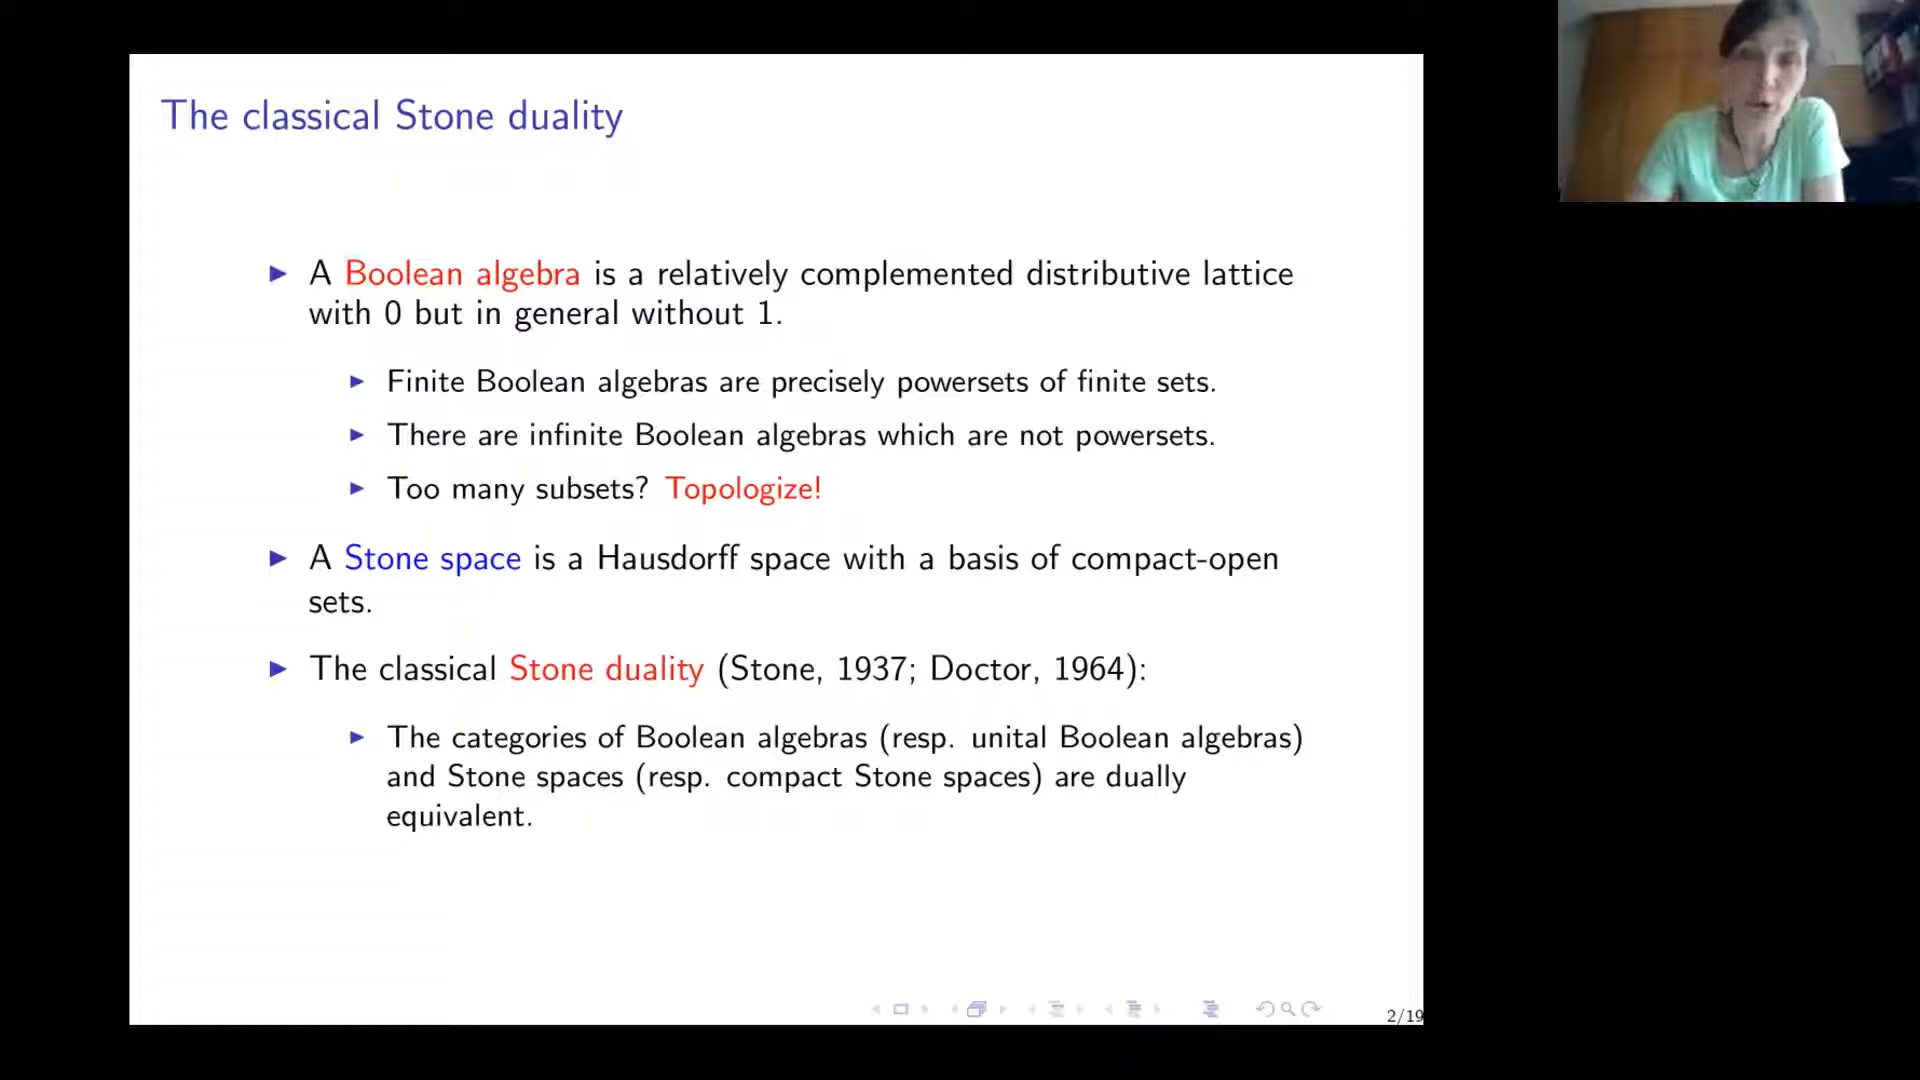 The classical Stone duality
▶ A Boolean algebra is a relatively complemented distributive lattice
with 0 but in general without 1.
▶ Finite Boolean algebras are precisely powersets of finite sets.
▶ There are infinite Boolean algebras which are not powersets.
▶ Too many subsets? Topologize!
▶ A Stone space is a Hausdorff space with a basis of compact-open
sets.
▶ The classical Stone duality (Stone, 1937; Doctor, 1964):
▶ The categories of Boolean algebras (resp. unital Boolean algebras)
and Stone spaces (resp. compact Stone spaces) are dually
equivalent.
2/19